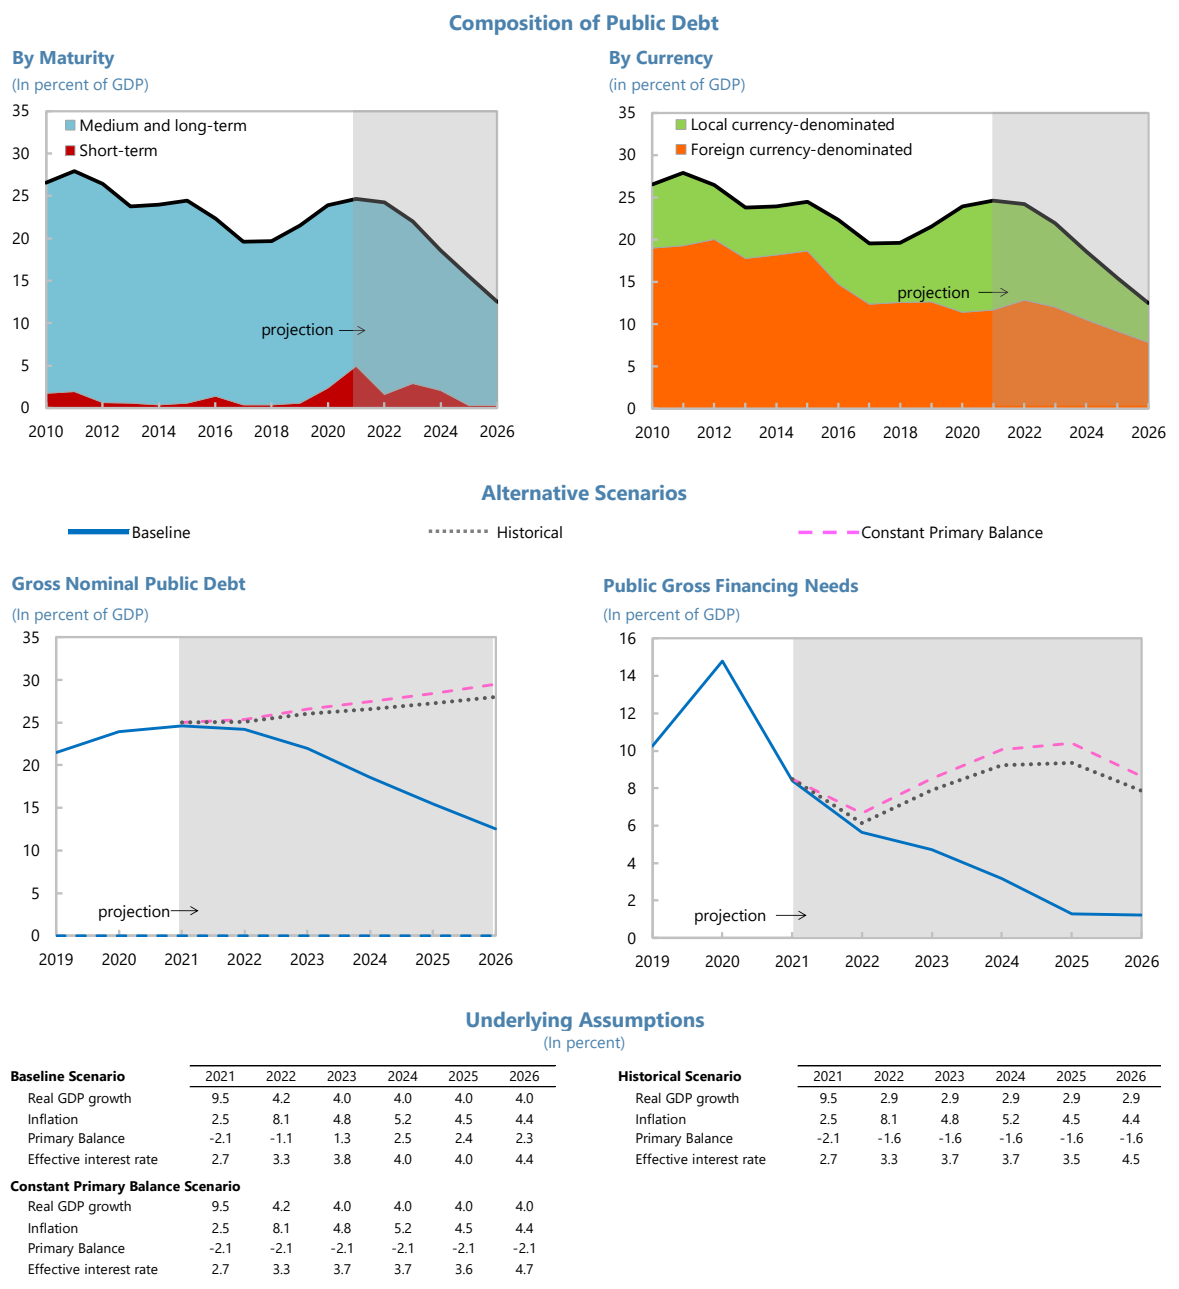 Composition of Public Debt
By Maturity
(In percent of GDP)
35
30
25
20
15
10
5
0
Medium and long-term
Short-term
projection
2010 2012 2014 2016 2018 2020 2022 2024 2026
By Currency
(in percent of GDP)
35
30
25
20
15
10
5
0
Local currency-denominated
Foreign currency-denominated
projection
2010 2012 2014 2016 2018 2020 2022 2024 2026
Alternative Scenarios
Baseline Historical Constant Primary Balance
Gross Nominal Public Debt
(In percent of GDP)
35
30
25
20
15
10
5
0
projection
2019 2020 2021 2022 2023 2024 2025 2026
Public Gross Financing Needs
(In percent of GDP)
16
14
12
10
8
6
4
2
0
projection
2019 2020 2021 2022 2023 2024 2025 2026
Underlying Assumptions
(In percent)
Baseline Scenario 2021 2022 2023 2024 2025 2026
Real GDP growth 9.5 4.2 4.0 4.0 4.0 4.0
Inflation 2.5 8.1 4.8 5.2 4.5 4.4
Primary Balance -2.1 -1.1 1.3 2.5 2.4 2.3
Effective interest rate 2.7 3.3 3.8 4.0 4.0 4.4
Constant Primary Balance Scenario
Real GDP growth 9.5 4.2 4.0 4.0 4.0 4.0
Inflation 2.5 8.1 4.8 5.2 4.5 4.4
Primary Balance -2.1 -2.1 -2.1 -2.1 -2.1 -2.1
Effective interest rate 2.7 3.3 3.7 3.7 3.6 4.7
Historical Scenario 2021 2022 2023 2024 2025 2026
Real GDP growth 9.5 2.9 2.9 2.9 2.9 2.9
Inflation 2.5 8.1 4.8 5.2 4.5 4.4
Primary Balance -2.1 -1.6 -1.6 -1.6 -1.6 -1.6
Effective interest rate 2.7 3.3 3.7 3.7 3.5 4.5